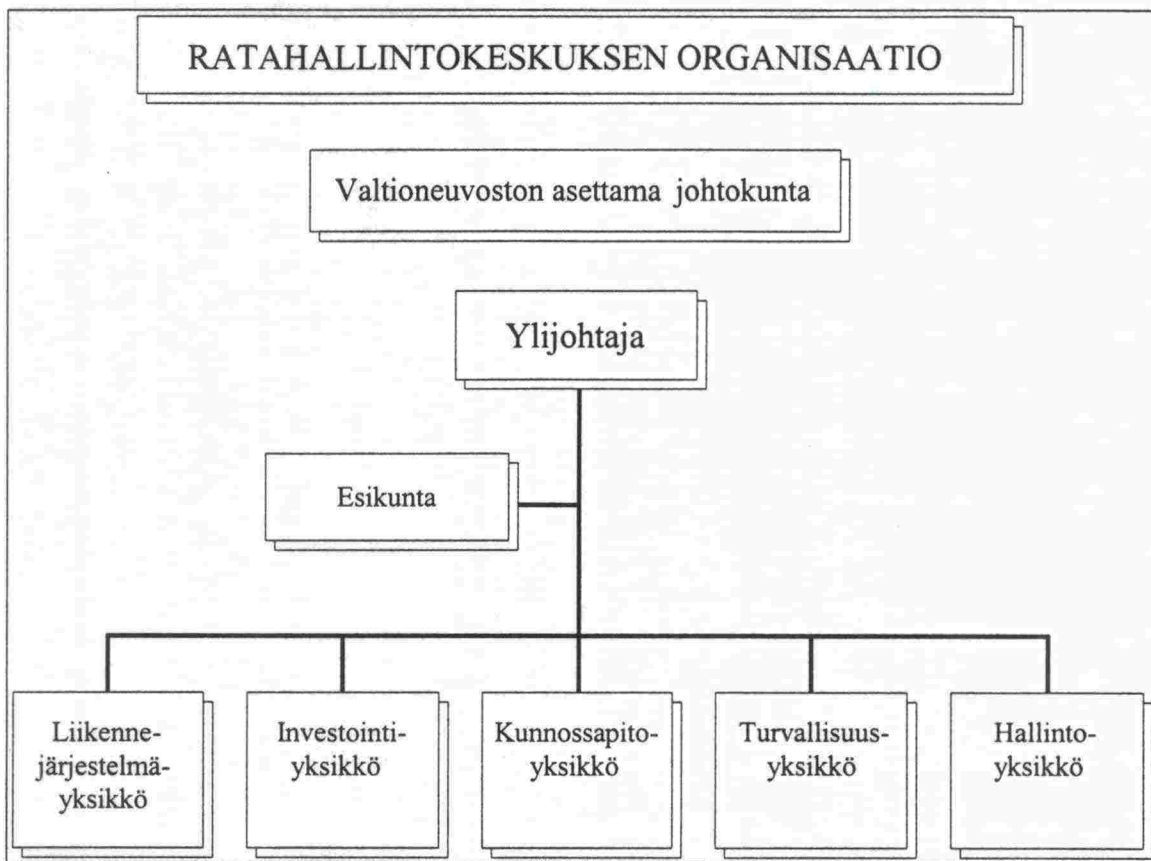 RATAHALLINTOKESKUKSEN ORGANISAATIO
Valtioneuvoston asettama johtokunta
Ylijohtaja
Esikunta
Liikenne-
järjestelmä-
yksikkö
Investointi-
yksikkö
Kunnossapito-
yksikkö
Turvallisuus-
yksikkö
Hallinto-
yksikkö